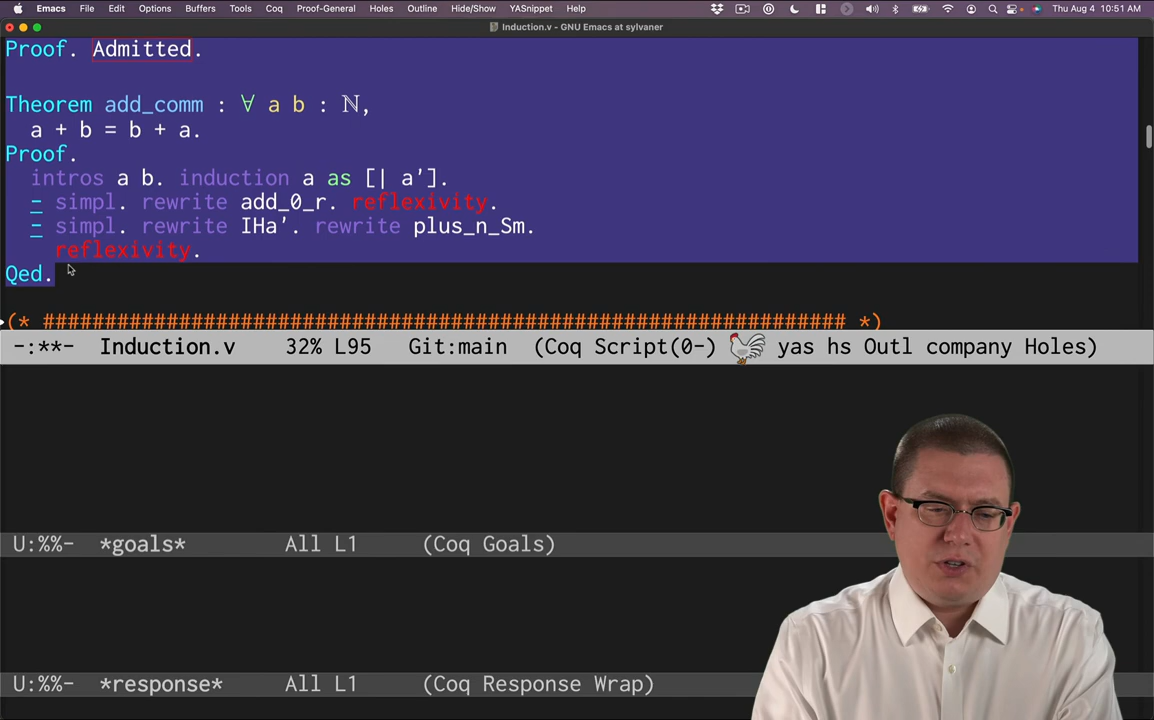 Emacs File Edit Options Buffers Tools Coq Proof-General Holes Outline Hide/Show YASnippet Help Thu Aug 4 10:51 AM
Induction.v - GNU Emacs at sylvaner
Proof. Admitted.
Theorem add_comm : ∀ a b : ℕ,
a + b = b + a.
Proof.
intros a b. induction a as [| a'].
- simpl. rewrite add_0_r. reflexivity.
- simpl. rewrite IHa'. rewrite plus_n_Sm.
reflexivity.
Qed.
(* ################################################################# *)
-:**- Induction.v 32% L95 Git:main (Coq Script(0-) yas hs Outl company Holes)
U:%%- *goals* All L1 (Coq Goals)
U:%%- *response* All L1 (Coq Response Wrap)